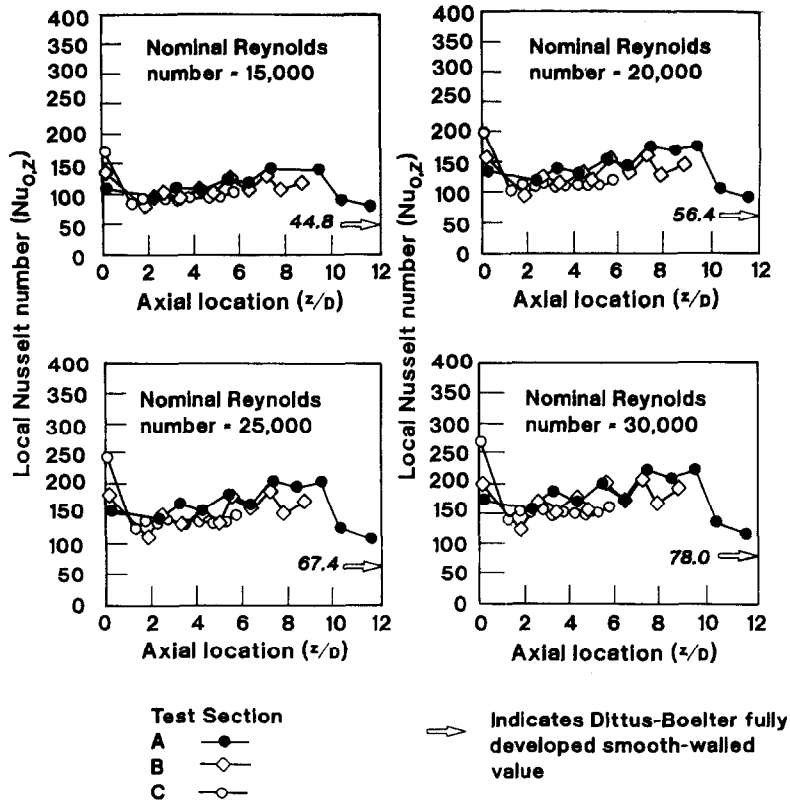 Local Nusselt number (Nu0,Z)
400
350
300
250
200
150
100
50
0
Nominal Reynolds
number = 15,000
44.8
0 2 4 6 8 10 12
Axial location (z/D)
Local Nusselt number (Nu0,Z)
400
350
300
250
200
150
100
50
0
Nominal Reynolds
number = 20,000
56.4
0 2 4 6 8 10 12
Axial location (z/D)
400
350
300
250
200
150
100
50
0
Nominal Reynolds
number = 25,000
67.4
0 2 4 6 8 10 12
Axial location (z/D)
400
350
300
250
200
150
100
50
0
Nominal Reynolds
number = 30,000
78.0
0 2 4 6 8 10 12
Axial location (z/D)
Test Section
A
B
C
Indicates Dittus-Boelter fully
developed smooth-walled
value